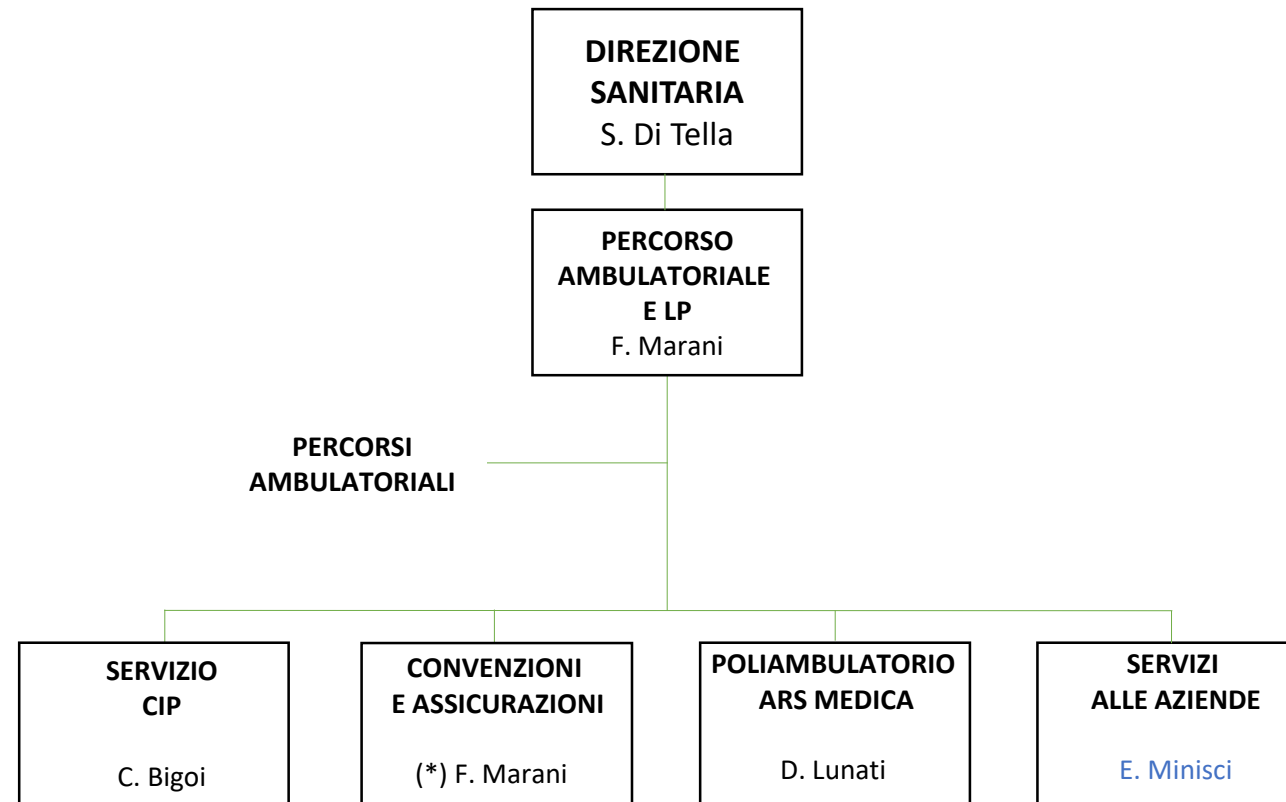 DIREZIONE
SANITARIA
S. Di Tella
PERCORSO
AMBULATORIALE
E LP
F. Marani
PERCORSI
AMBULATORIALI
SERVIZIO
CIP
C. Bigoi
CONVENZIONI
E ASSICURAZIONI
(*) F. Marani
POLIAMBULATORIO
ARS MEDICA
D. Lunati
SERVIZI
ALLE AZIENDE
E. Minisci